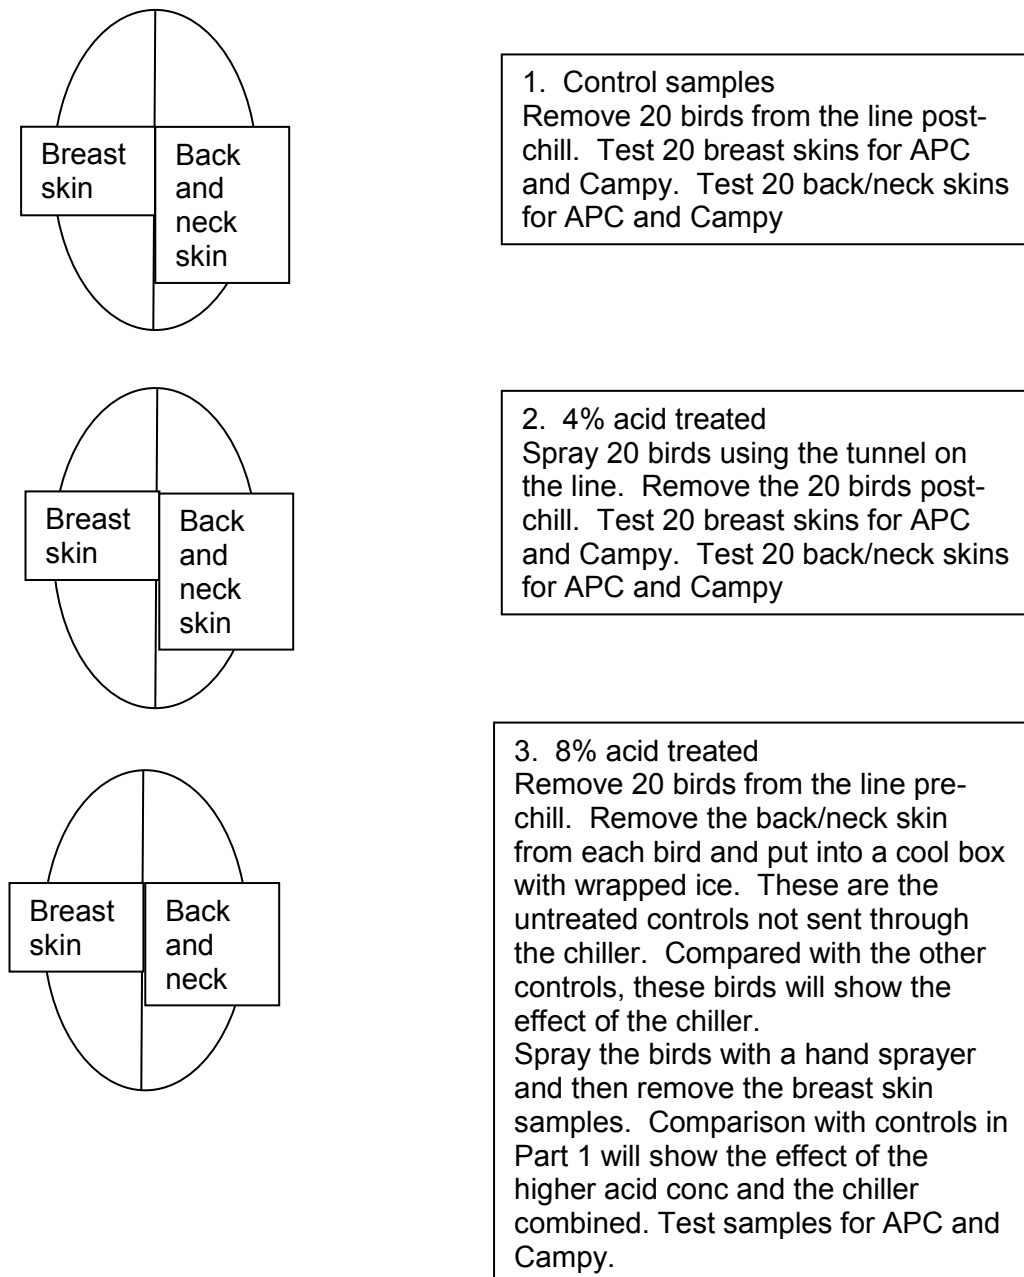 Breast
skin
Back
and
neck
skin
1. Control samples
Remove 20 birds from the line post-
chill. Test 20 breast skins for APC
and Campy. Test 20 back/neck skins
for APC and Campy
Breast
skin
Back
and
neck
skin
2. 4% acid treated
Spray 20 birds using the tunnel on
the line. Remove the 20 birds post-
chill. Test 20 breast skins for APC
and Campy. Test 20 back/neck skins
for APC and Campy
Breast
skin
Back
and
neck
3. 8% acid treated
Remove 20 birds from the line pre-
chill. Remove the back/neck skin
from each bird and put into a cool box
with wrapped ice. These are the
untreated controls not sent through
the chiller. Compared with the other
controls, these birds will show the
effect of the chiller.
Spray the birds with a hand sprayer
and then remove the breast skin
samples. Comparison with controls in
Part 1 will show the effect of the
higher acid conc and the chiller
combined. Test samples for APC and
Campy.